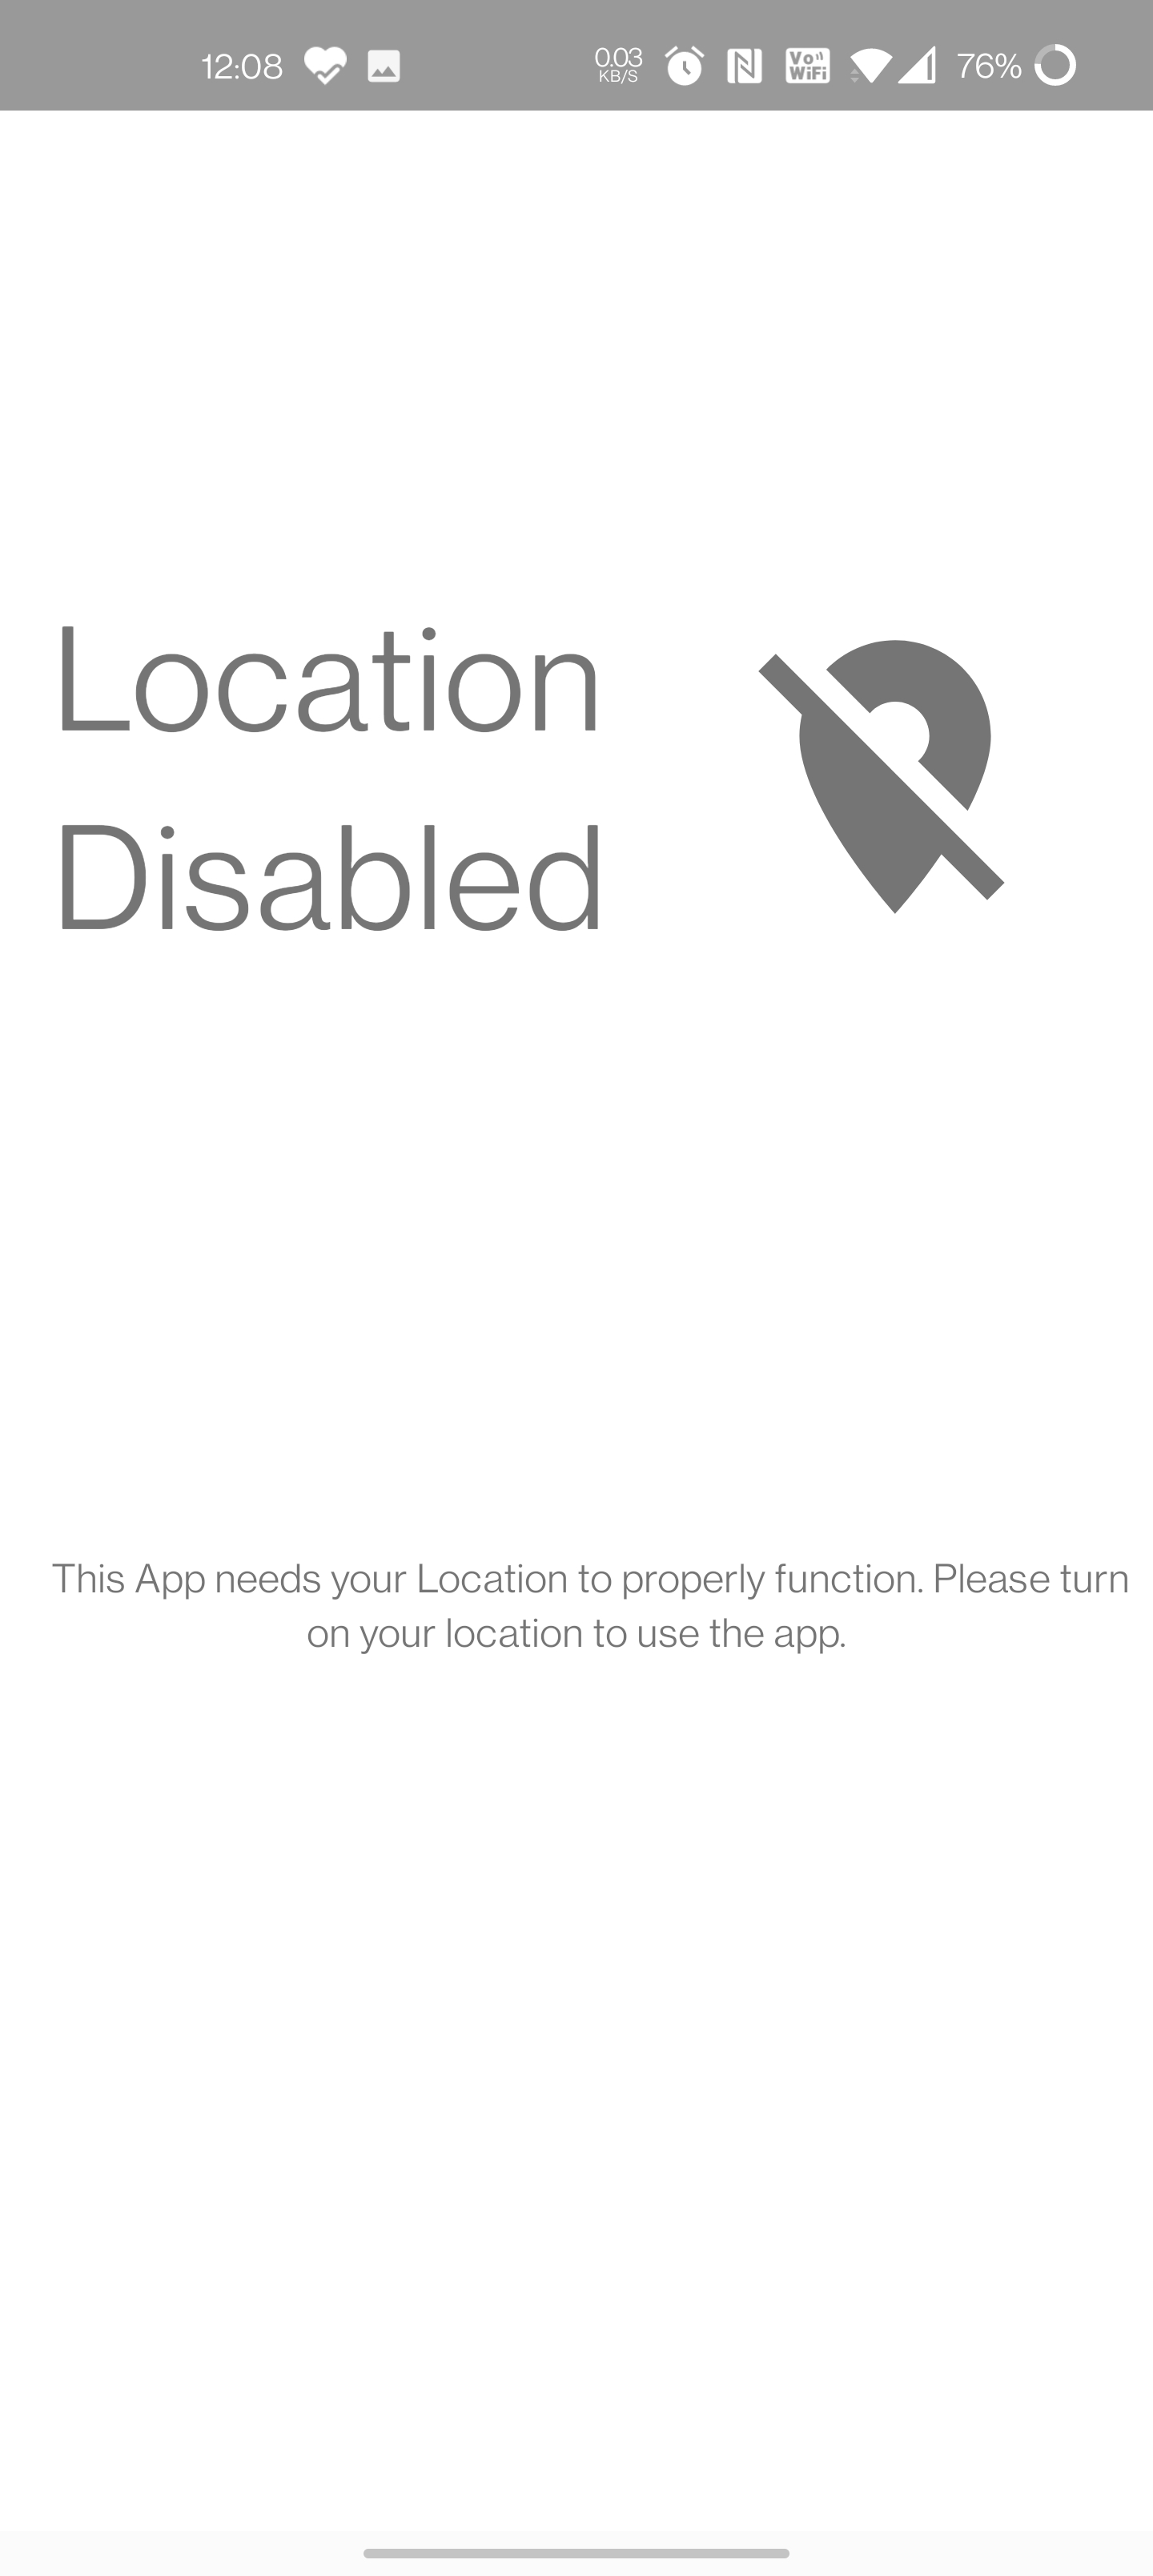 12:08 0.03 KB/S Vo WiFi 76%
Location
Disabled
This App needs your Location to properly function. Please turn
on your location to use the app.